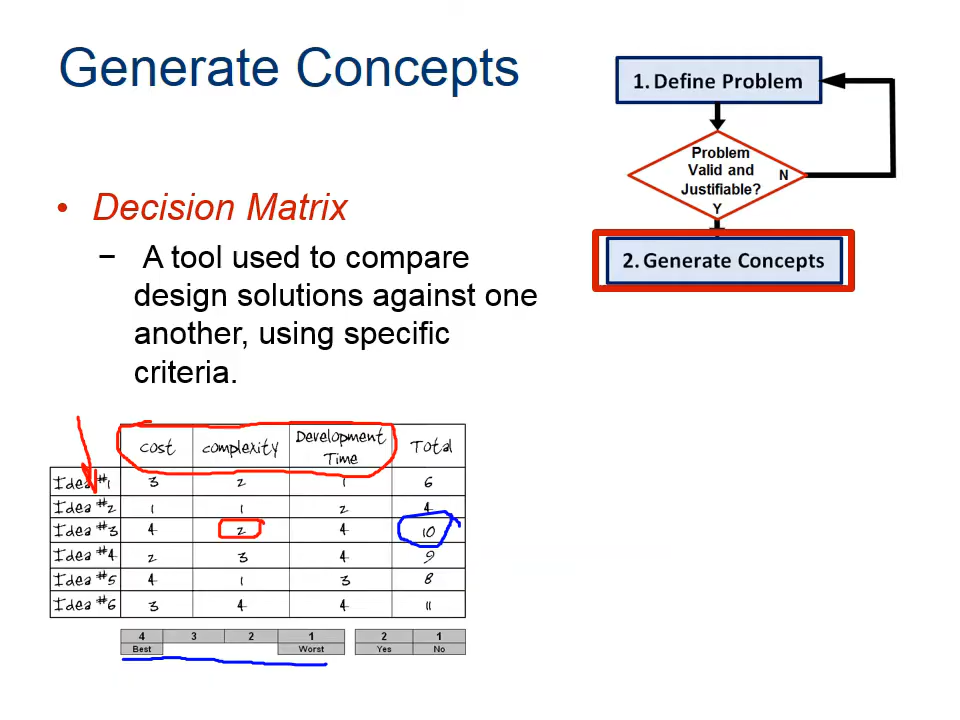 Generate Concepts
• Decision Matrix
− A tool used to compare
design solutions against one
another, using specific
criteria.
1. Define Problem
Problem
Valid and
Justifiable?
N
Y
2. Generate Concepts
cost complexity Development Time Total
Idea #1 3 2 1 6
Idea #2 1 1 2 4
Idea #3 4 2 4 10
Idea #4 2 3 4 9
Idea #5 4 1 3 8
Idea #6 3 4 4 11
4 3 2 1 2 1
Best Worst Yes No